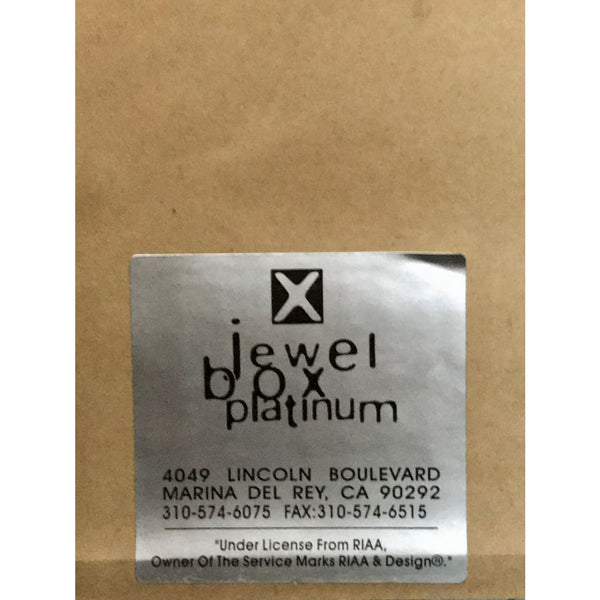 X
jewel
box
platinum
4049 LINCOLN BOULEVARD
MARINA DEL REY, CA 90292
310-574-6075 FAX:310-574-6515
"Under License From RIAA,
Owner Of The Service Marks RIAA & Design®."